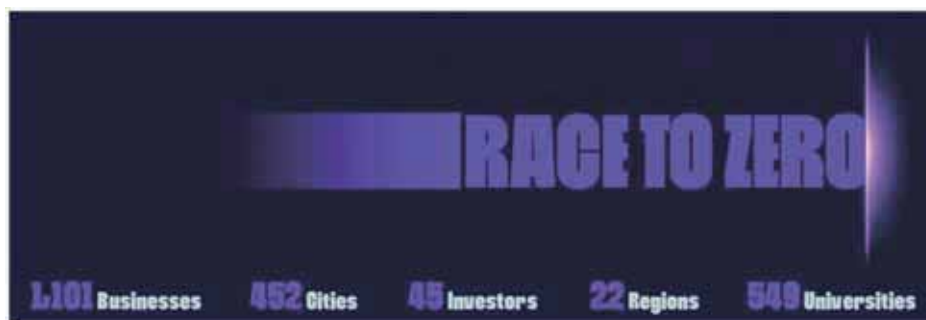 RACE TO ZERO
1,101 Businesses 452 Cities 45 Investors 22 Regions 549 Universities